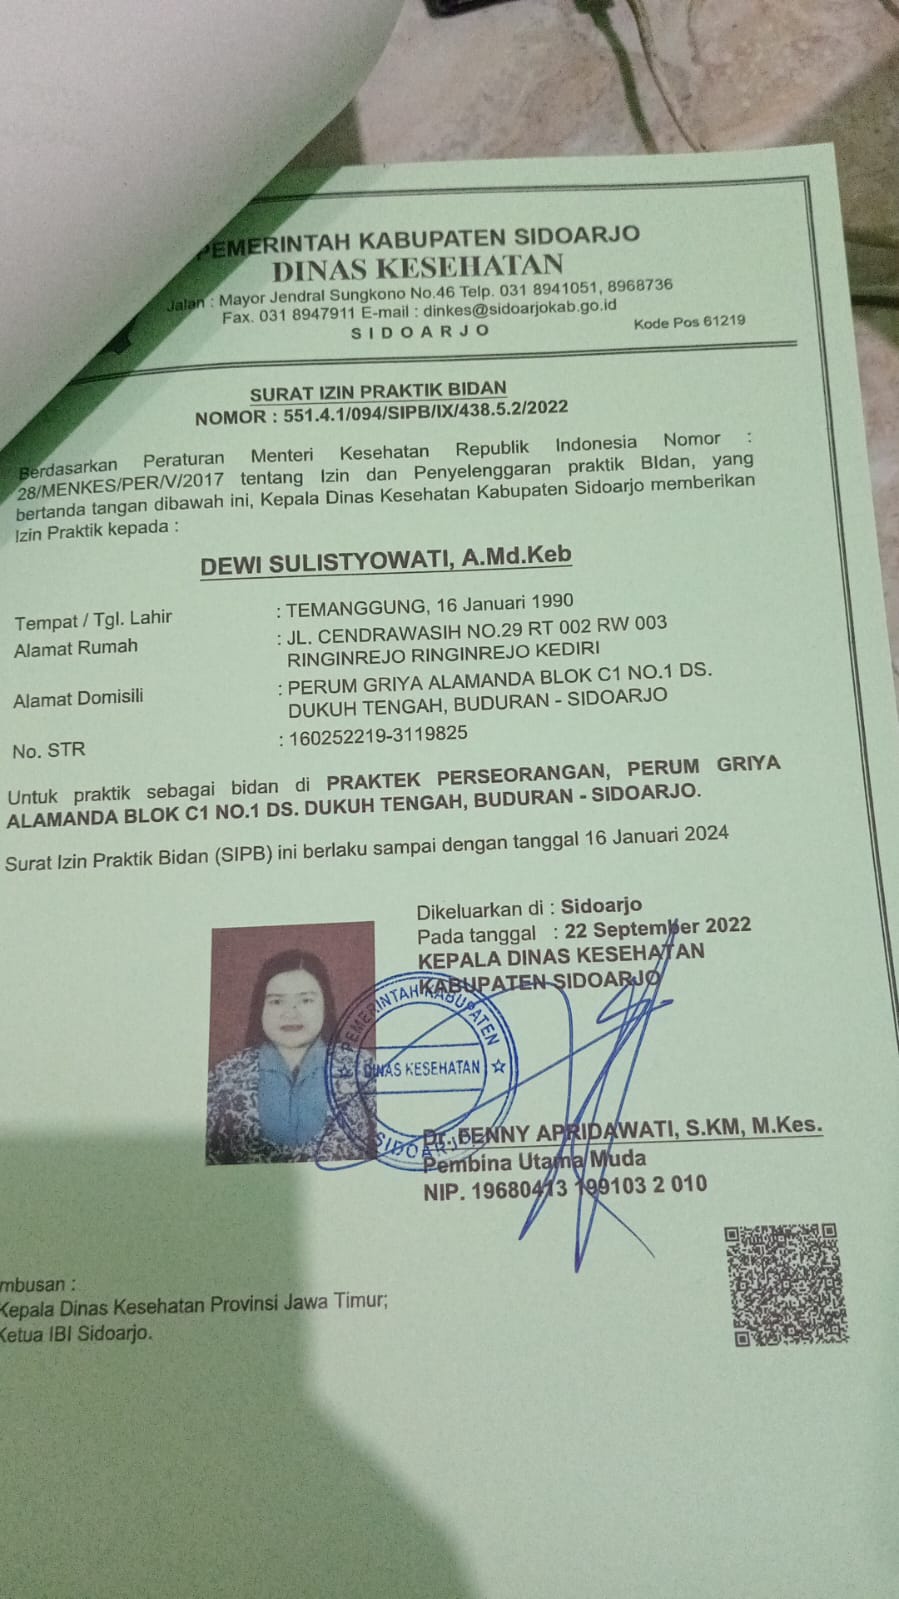 PEMERINTAH KABUPATEN SIDOARJO
DINAS KESEHATAN
Jalan : Mayor Jendral Sungkono No.46 Telp. 031 8941051, 8968736
Fax. 031 8947911 E-mail : dinkes@sidoarjokab.go.id
S I D O A R J O
Kode Pos 61219
SURAT IZIN PRAKTIK BIDAN
NOMOR : 551.4.1/094/SIPB/IX/438.5.2/2022
Berdasarkan Peraturan Menteri Kesehatan Republik Indonesia Nomor :
28/MENKES/PER/V/2017 tentang Izin dan Penyelenggaran praktik BIdan, yang
bertanda tangan dibawah ini, Kepala Dinas Kesehatan Kabupaten Sidoarjo memberikan
Izin Praktik kepada :
DEWI SULISTYOWATI, A.Md.Keb
Tempat / Tgl. Lahir : TEMANGGUNG, 16 Januari 1990
Alamat Rumah : JL. CENDRAWASIH NO.29 RT 002 RW 003
RINGINREJO RINGINREJO KEDIRI
Alamat Domisili : PERUM GRIYA ALAMANDA BLOK C1 NO.1 DS.
DUKUH TENGAH, BUDURAN - SIDOARJO
No. STR : 160252219-3119825
Untuk praktik sebagai bidan di PRAKTEK PERSEORANGAN, PERUM GRIYA
ALAMANDA BLOK C1 NO.1 DS. DUKUH TENGAH, BUDURAN - SIDOARJO.
Surat Izin Praktik Bidan (SIPB) ini berlaku sampai dengan tanggal 16 Januari 2024
Dikeluarkan di : Sidoarjo
Pada tanggal : 22 September 2022
KEPALA DINAS KESEHATAN
KABUPATEN SIDOARJO
PEMERINTAH KABUPATEN
DINAS KESEHATAN
SIDOARJO
Dr. FENNY APRIDAWATI, S.KM, M.Kes.
Pembina Utama Muda
NIP. 19680413 199103 2 010
mbusan :
Kepala Dinas Kesehatan Provinsi Jawa Timur;
Ketua IBI Sidoarjo.